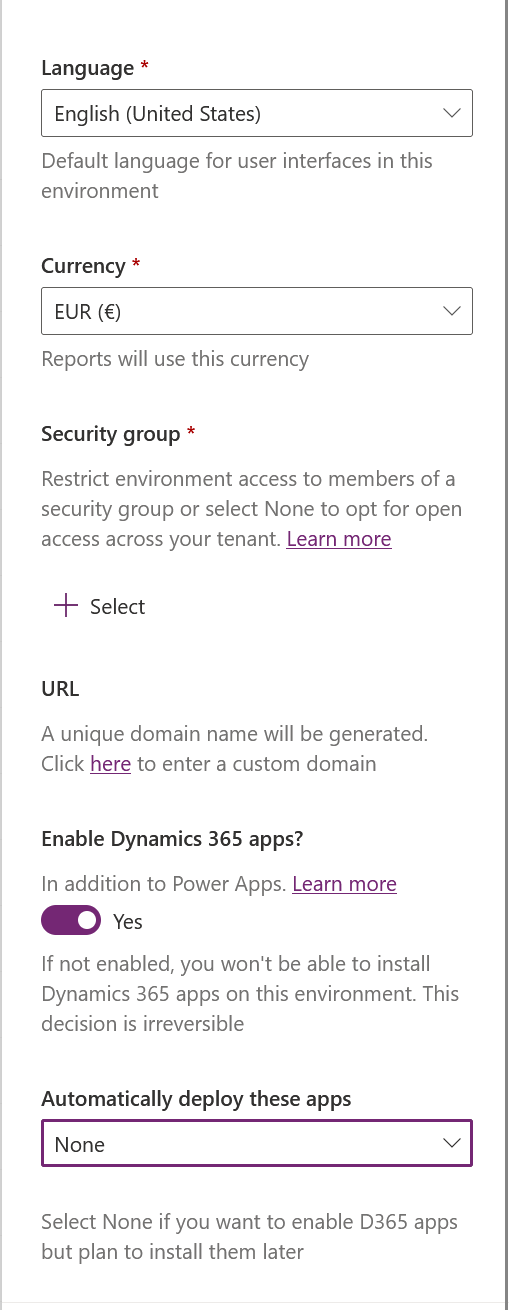 Language *
English (United States)
Default language for user interfaces in this
environment
Currency *
EUR (€)
Reports will use this currency
Security group *
Restrict environment access to members of a
security group or select None to opt for open
access across your tenant. Learn more
Select
URL
A unique domain name will be generated.
Click here to enter a custom domain
Enable Dynamics 365 apps?
In addition to Power Apps. Learn more
Yes
If not enabled, you won't be able to install
Dynamics 365 apps on this environment. This
decision is irreversible
Automatically deploy these apps
None
Select None if you want to enable D365 apps
but plan to install them later